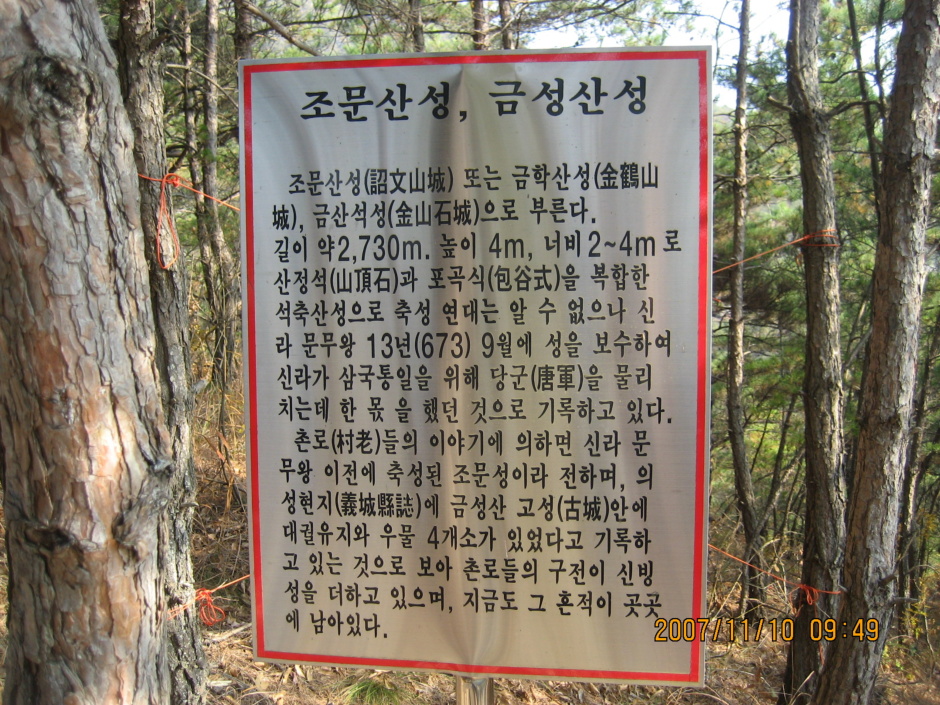 조문산성, 금성산성
조문산성(詔文山城) 또는 금학산성(金鶴山
城), 금산석성(金山石城)으로 부른다.
길이 약2,730m. 높이 4m, 너비 2~4m 로
산정석(山頂石)과 포곡식(包谷式)을 복합한
석축산성으로 축성 연대는 알 수 없으나 신
라 문무왕 13년(673) 9월에 성을 보수하여
신라가 삼국통일을 위해 당군(唐軍)을 물리
치는데 한 몫 을 했던 것으로 기록하고 있다.
촌로(村老)들의 이야기에 의하면 신라 문
무왕 이전에 축성된 조문성이라 전하며, 의
성현지(義城縣誌)에 금성산 고성(古城)안에
대궐유지와 우물 4개소가 있었다고 기록하
고 있는 것으로 보아 촌로들의 구전이 신빙
성을 더하고 있으며, 지금도 그 흔적이 곳곳
에 남아있다.
2007/11/10 09:49